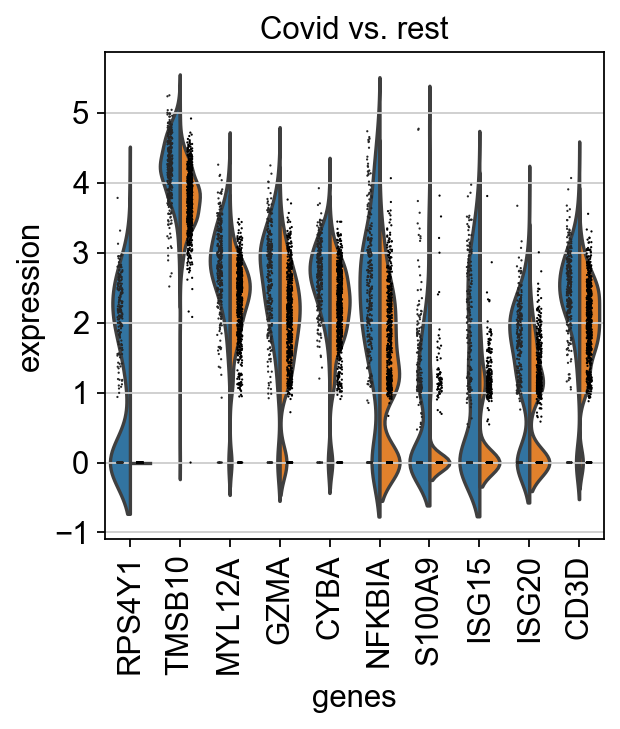 Covid vs. rest
expression
5
4
3
2
1
0
−1
RPS4Y1
TMSB10
MYL12A
GZMA
CYBA
NFKBIA
S100A9
ISG15
ISG20
CD3D
genes